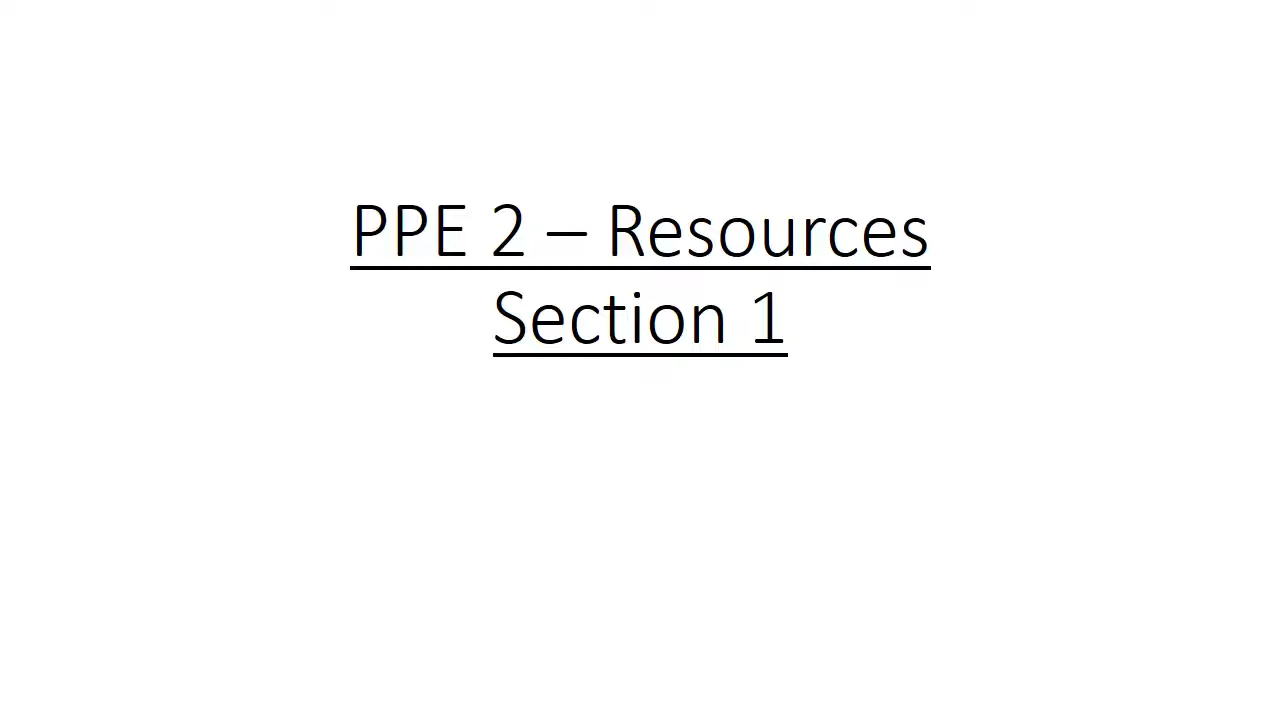 PPE 2 – Resources
Section 1